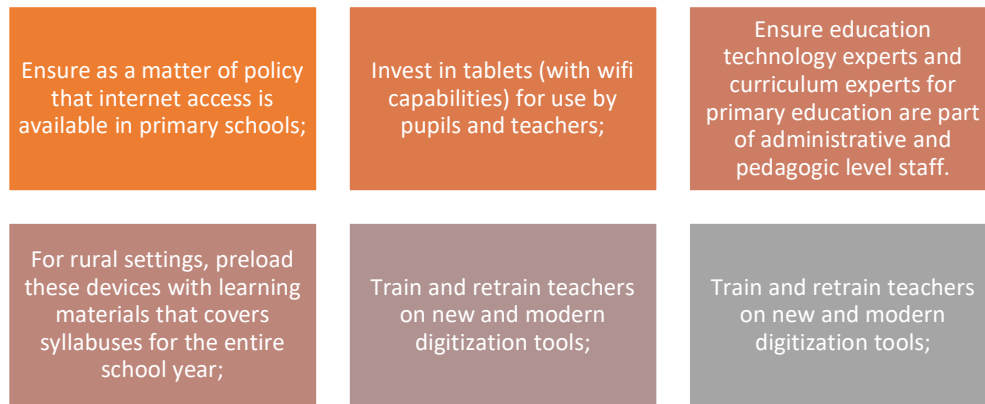 Ensure as a matter of policy
that internet access is
available in primary schools;
Invest in tablets (with wifi
capabilities) for use by
pupils and teachers;
Ensure education
technology experts and
curriculum experts for
primary education are part
of administrative and
pedagogic level staff.
For rural settings, preload
these devices with learning
materials that covers
syllabuses for the entire
school year;
Train and retrain teachers
on new and modern
digitization tools;
Train and retrain teachers
on new and modern
digitization tools;